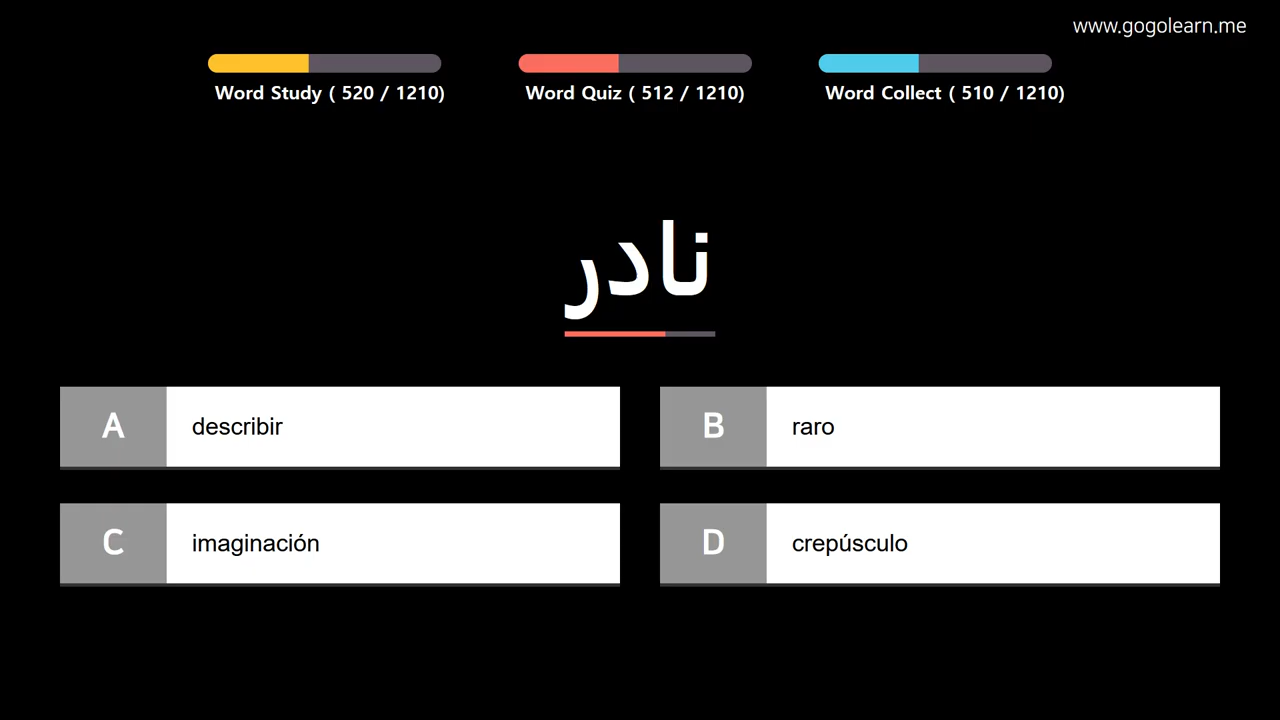 www.gogolearn.me
Word Study ( 520 / 1210)
Word Quiz ( 512 / 1210)
Word Collect ( 510 / 1210)
نادر
A describir
B raro
C imaginación
D crepúsculo